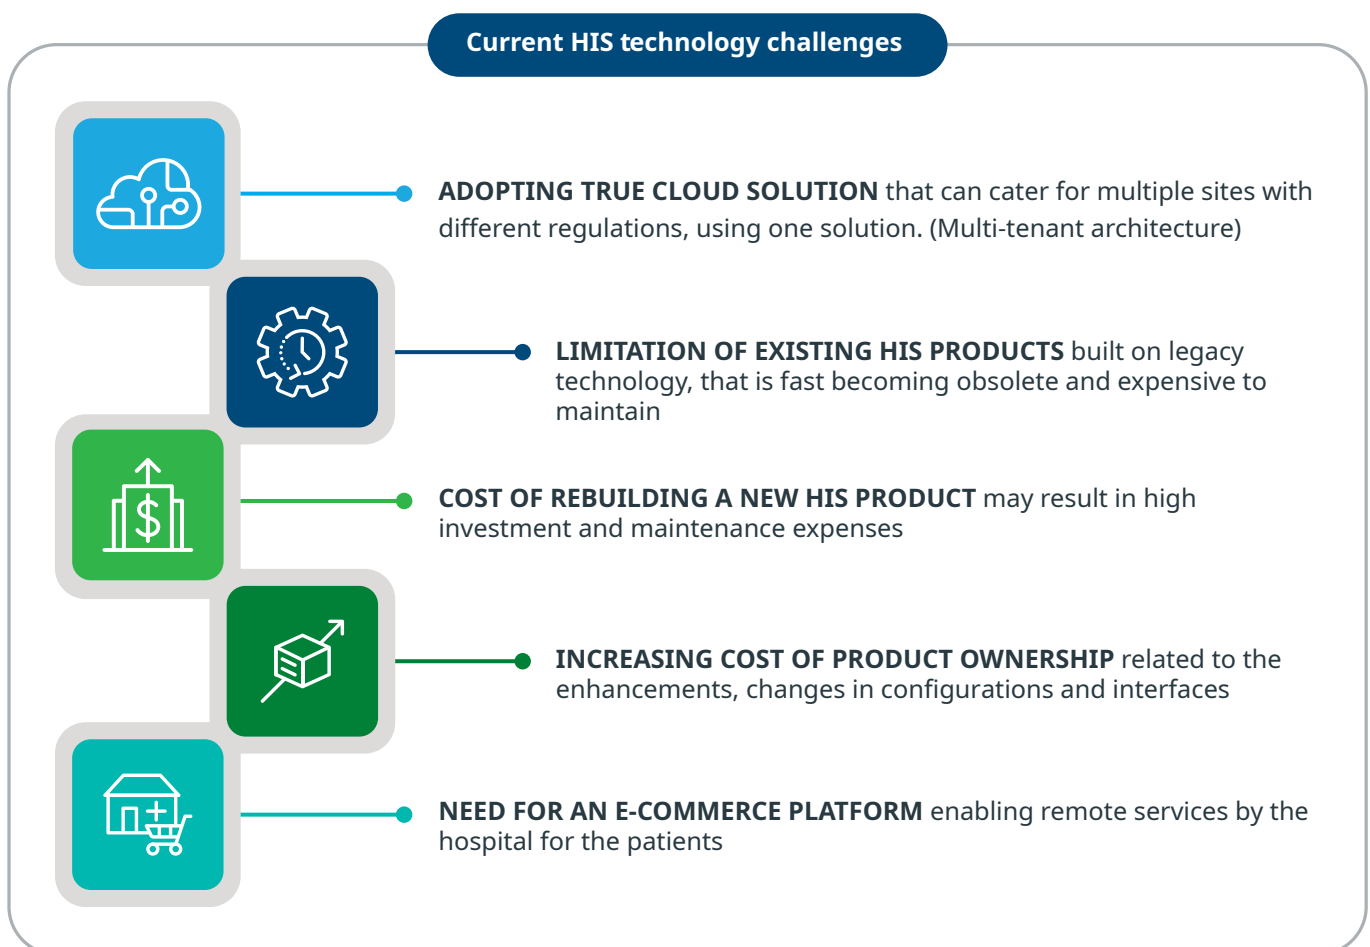 Current HIS technology challenges
ADOPTING TRUE CLOUD SOLUTION that can cater for multiple sites with
different regulations, using one solution. (Multi-tenant architecture)
LIMITATION OF EXISTING HIS PRODUCTS built on legacy
technology, that is fast becoming obsolete and expensive to
maintain
COST OF REBUILDING A NEW HIS PRODUCT may result in high
investment and maintenance expenses
INCREASING COST OF PRODUCT OWNERSHIP related to the
enhancements, changes in configurations and interfaces
NEED FOR AN E-COMMERCE PLATFORM enabling remote services by the
hospital for the patients